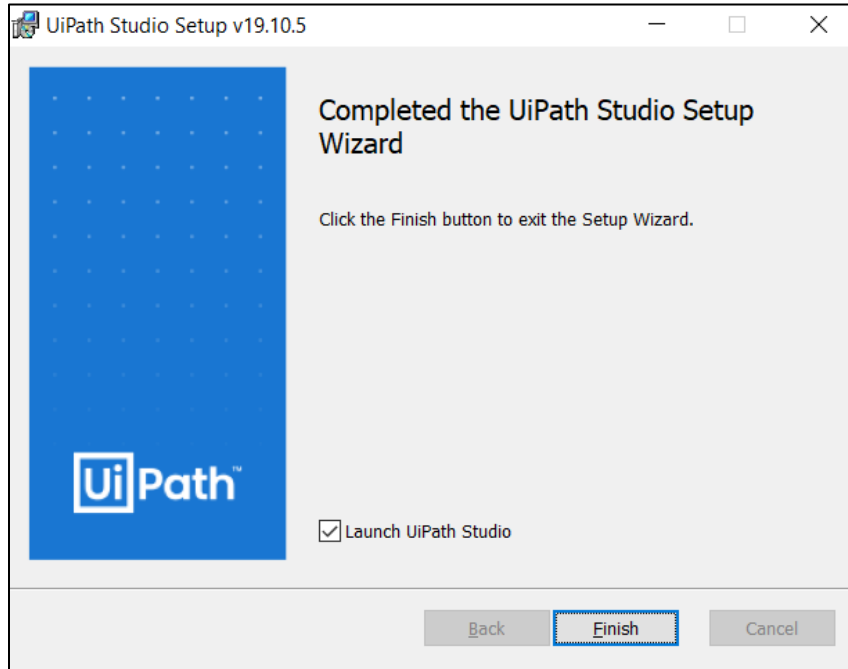 UiPath Studio Setup v19.10.5
Completed the UiPath Studio Setup
Wizard
Click the Finish button to exit the Setup Wizard.
UiPath™
Launch UiPath Studio
Back Finish Cancel